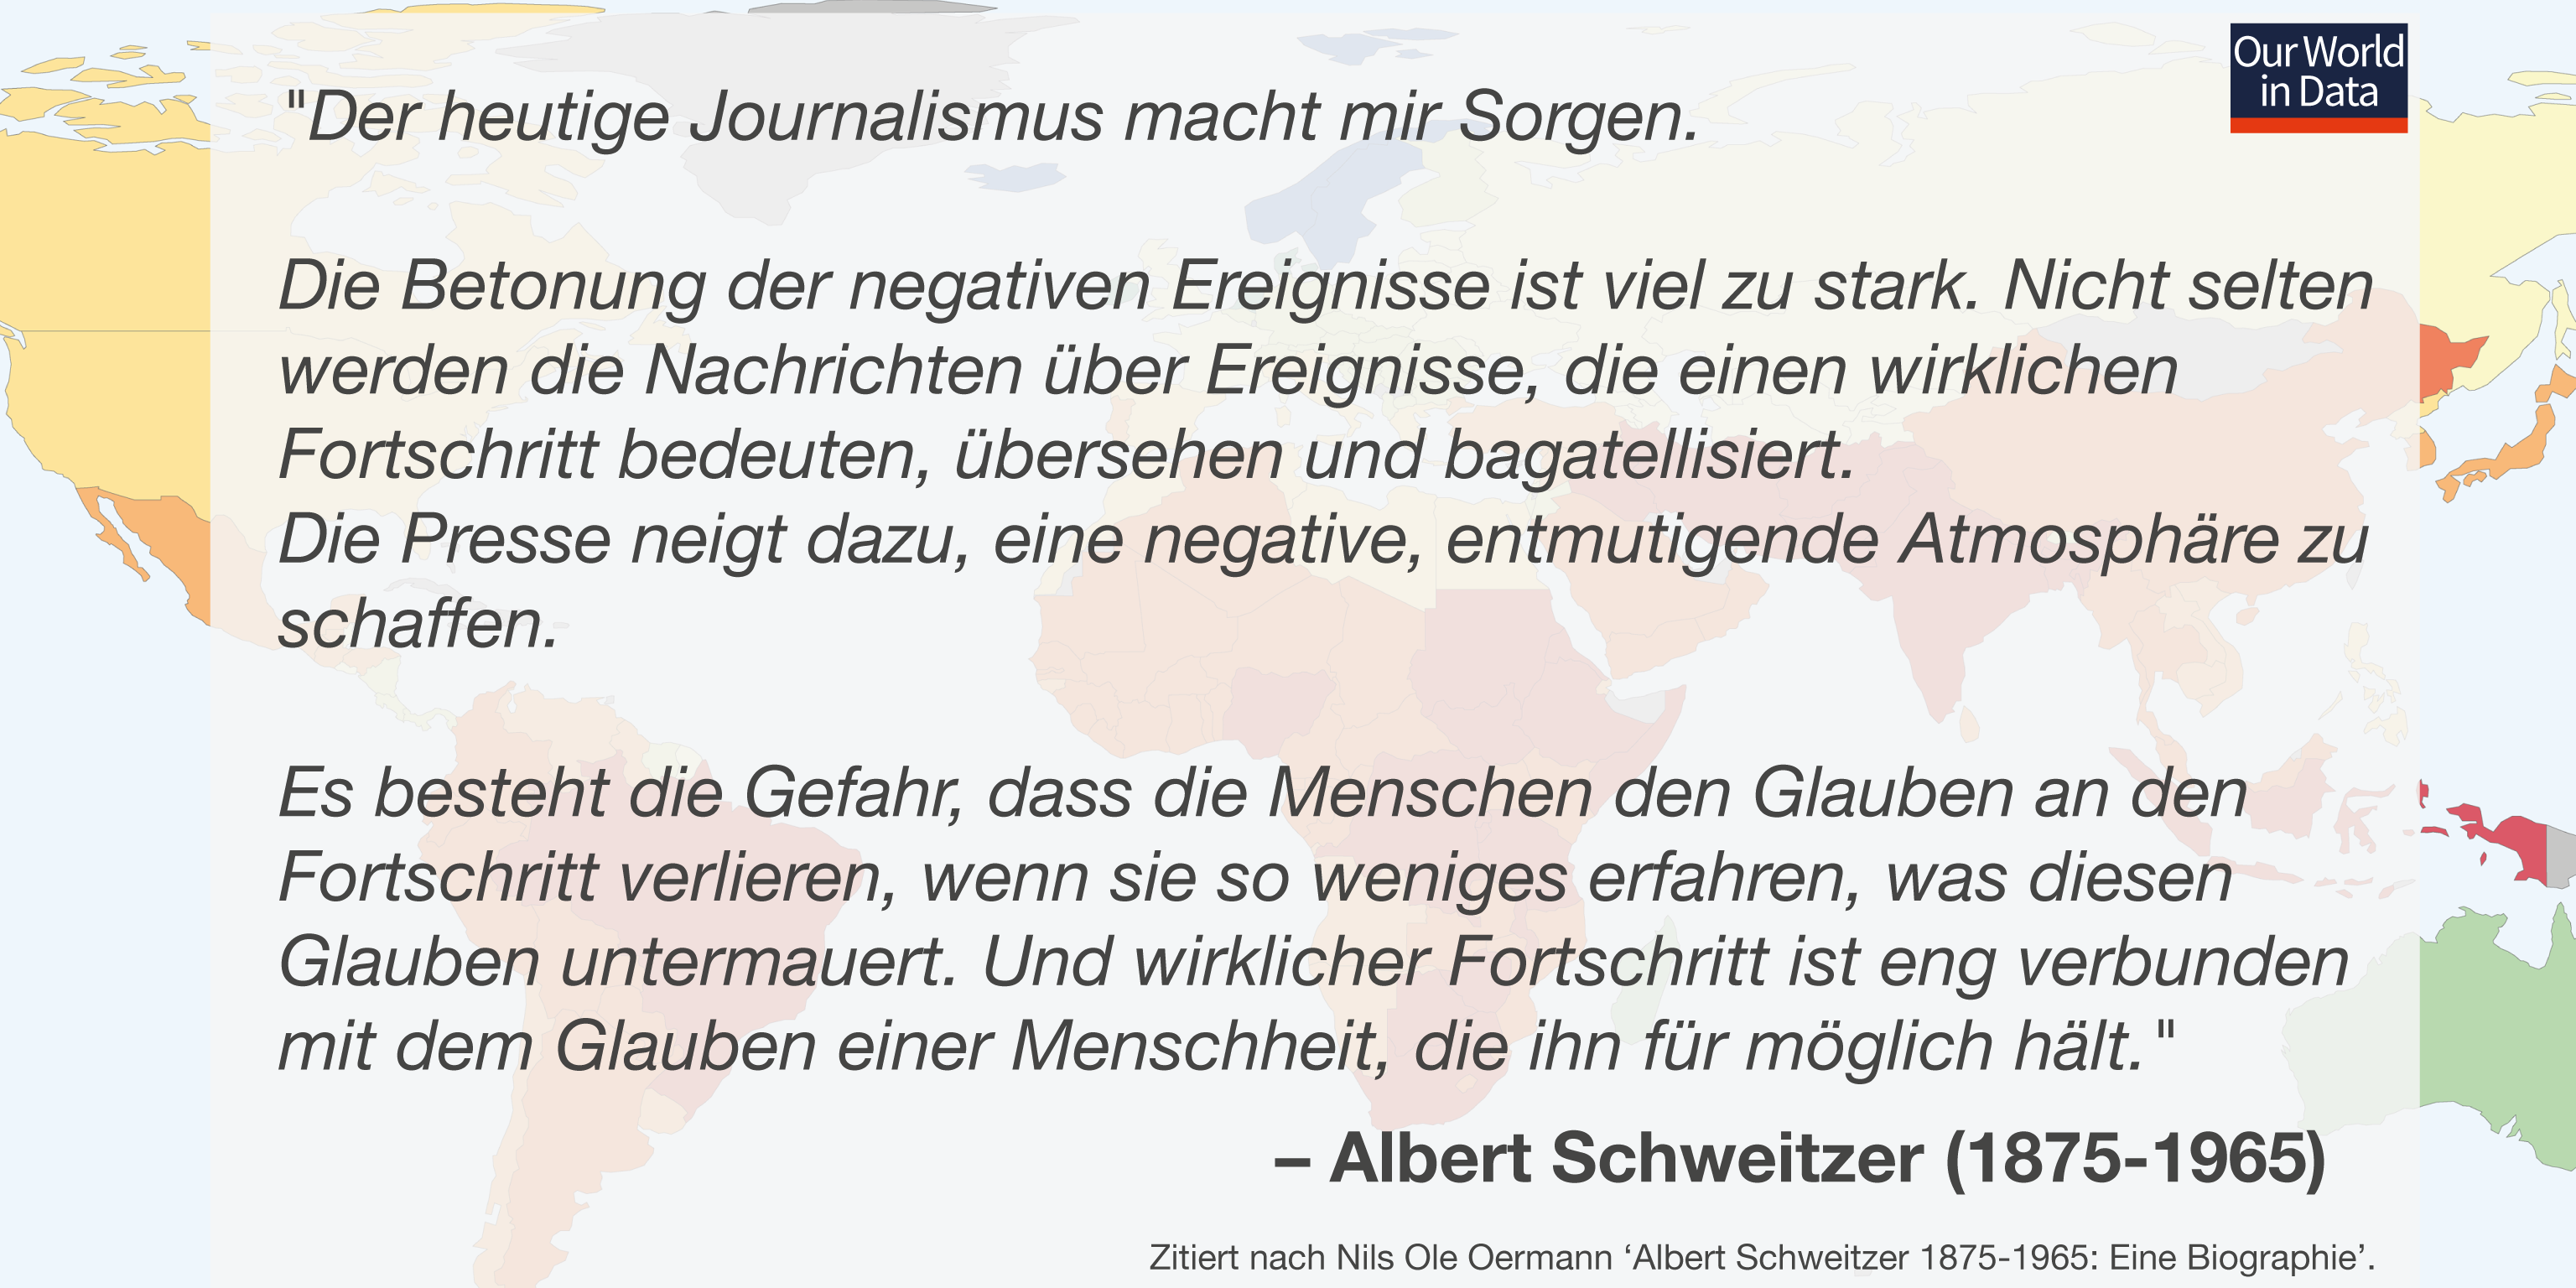 Our World
in Data
"Der heutige Journalismus macht mir Sorgen.
Die Betonung der negativen Ereignisse ist viel zu stark. Nicht selten
werden die Nachrichten über Ereignisse, die einen wirklichen
Fortschritt bedeuten, übersehen und bagatellisiert.
Die Presse neigt dazu, eine negative, entmutigende Atmosphäre zu
schaffen.
Es besteht die Gefahr, dass die Menschen den Glauben an den
Fortschritt verlieren, wenn sie so weniges erfahren, was diesen
Glauben untermauert. Und wirklicher Fortschritt ist eng verbunden
mit dem Glauben einer Menschheit, die ihn für möglich hält."
– Albert Schweitzer (1875-1965)
Zitiert nach Nils Ole Oermann ‘Albert Schweitzer 1875-1965: Eine Biographie’.